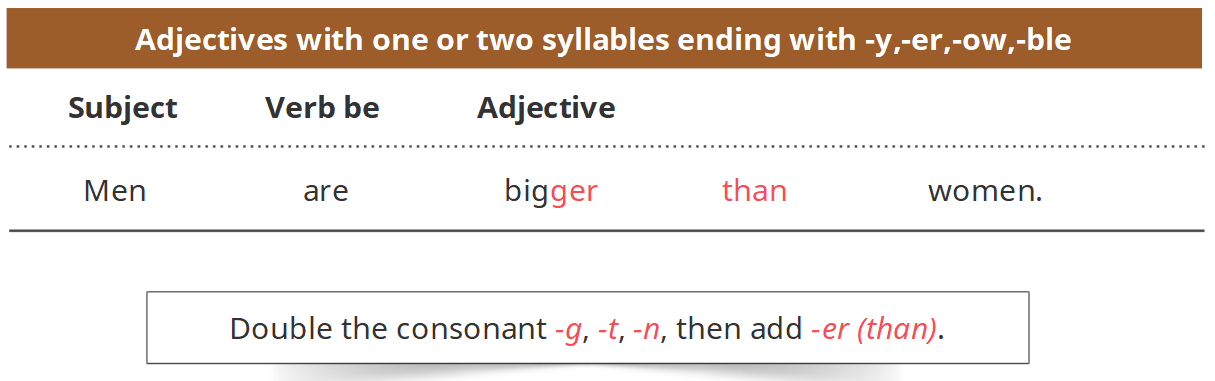 Adjectives with one or two syllables ending with -y,-er,-ow,-ble
Subject Verb be Adjective
Men are bigger than women.
Double the consonant -g, -t, -n, then add -er (than).